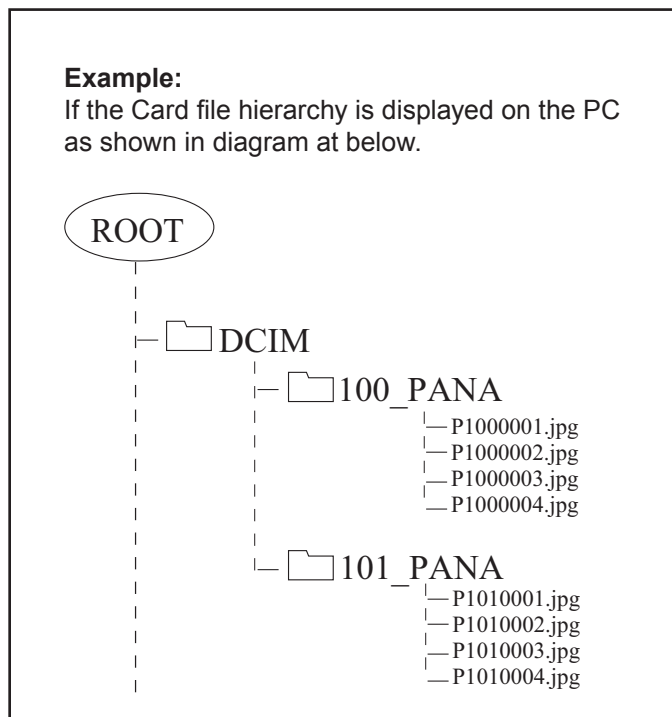 Example:
If the Card file hierarchy is displayed on the PC
as shown in diagram at below.
ROOT
DCIM
100_PANA
P1000001.jpg
P1000002.jpg
P1000003.jpg
P1000004.jpg
101_PANA
P1010001.jpg
P1010002.jpg
P1010003.jpg
P1010004.jpg